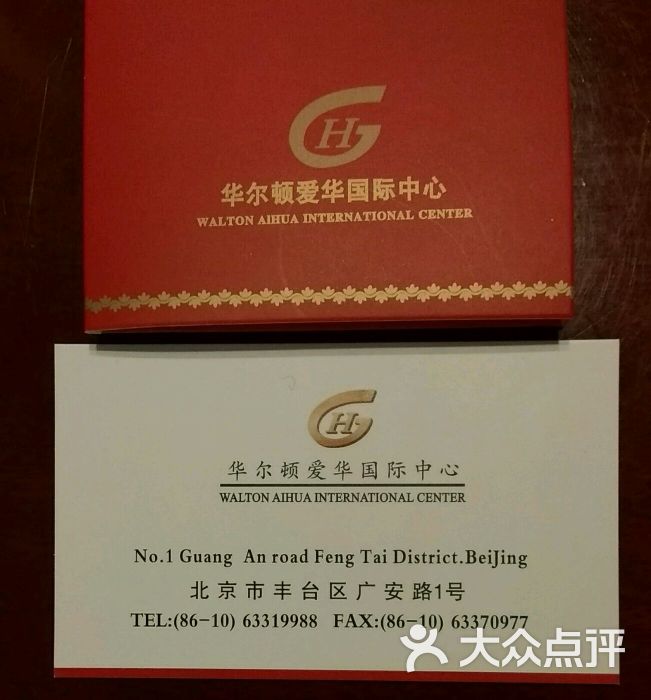 HG
华尔顿爱华国际中心
WALTON AIHUA INTERNATIONAL CENTER
HG
华尔顿爱华国际中心
WALTON AIHUA INTERNATIONAL CENTER
No.1 Guang An road Feng Tai District.BeiJing
北京市丰台区广安路1号
TEL:(86-10) 63319988 FAX:(86-10) 63370977
大众点评